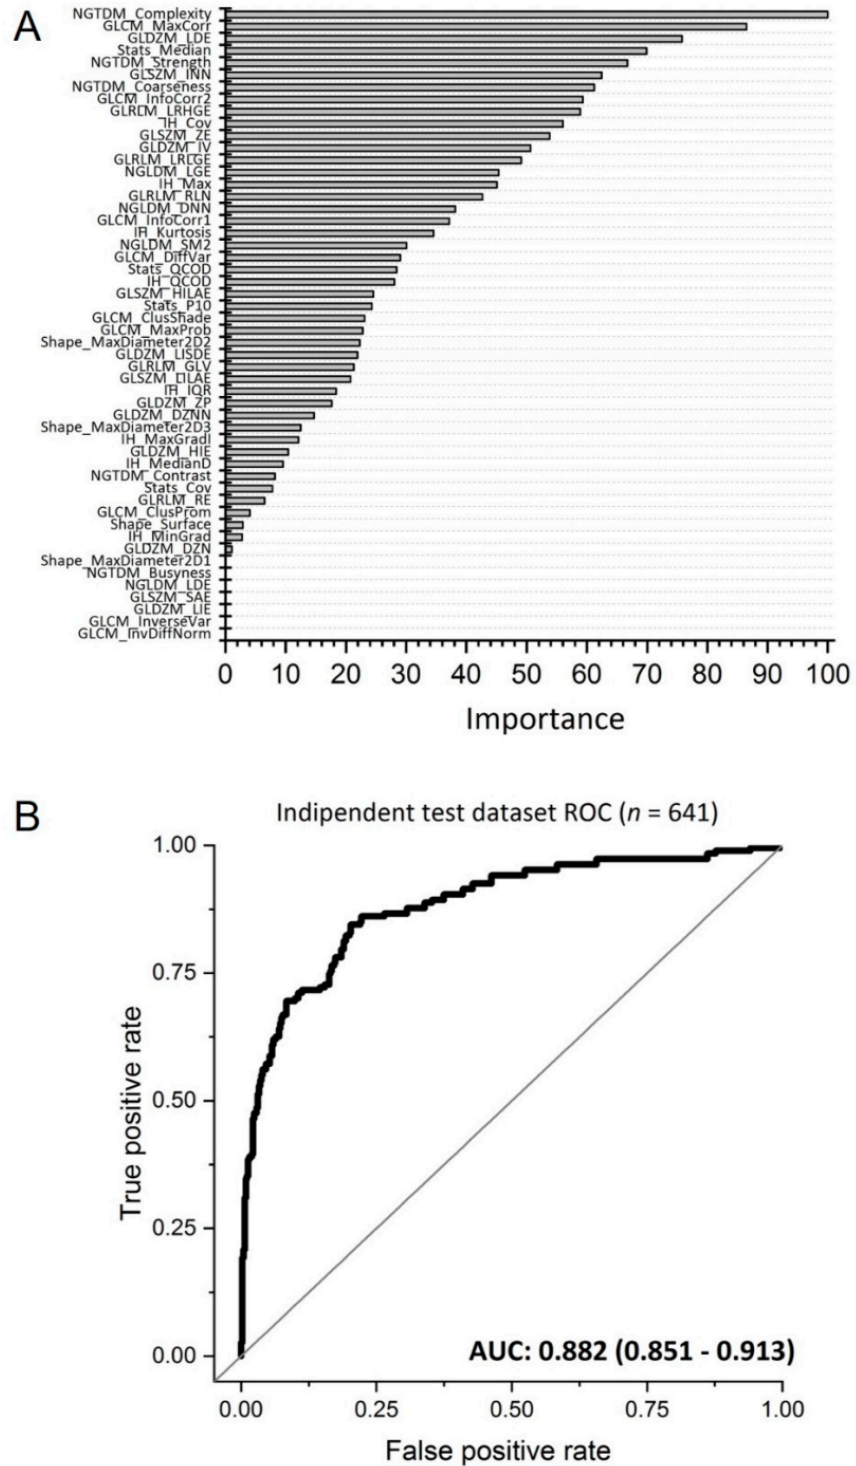 A
NGTDM_Complexity
GLCM_MaxCorr
GLDZM_LDE
Stats_Median
NGTDM_Strength
GLSZM_INN
NGTDM_Coarseness
GLCM_InfoCorr2
GLRLM_LRHGE
IH_Cov
GLSZM_ZE
GLDZM_IV
GLRLM_LRLGE
NGLDM_LGE
IH_Max
GLRLM_RLN
NGLDM_DNN
GLCM_InfoCorr1
IH_Kurtosis
NGLDM_SM2
GLCM_DiffVar
Stats_QCOD
IH_QCOD
GLSZM_HILAE
Stats_P10
GLCM_ClusShade
GLCM_MaxProb
Shape_MaxDiameter2D2
GLDZM_LISDE
GLRLM_GLV
GLSZM_LILAE
IH_IQR
GLDZM_ZP
GLDZM_DZNN
Shape_MaxDiameter2D3
IH_MaxGradI
GLDZM_HIE
IH_MedianD
NGTDM_Contrast
Stats_Cov
GLRLM_RE
GLCM_ClusProm
Shape_Surface
IH_MinGrad
GLDZM_DZN
Shape_MaxDiameter2D1
NGTDM_Busyness
NGLDM_LDE
GLSZM_SAE
GLDZM_LIE
GLCM_InverseVar
GLCM_InvDiffNorm
0 10 20 30 40 50 60 70 80 90 100
Importance
B
Indipendent test dataset ROC (n = 641)
1.00
0.75
0.50
0.25
0.00
True positive rate
AUC: 0.882 (0.851 - 0.913)
0.00 0.25 0.50 0.75 1.00
False positive rate